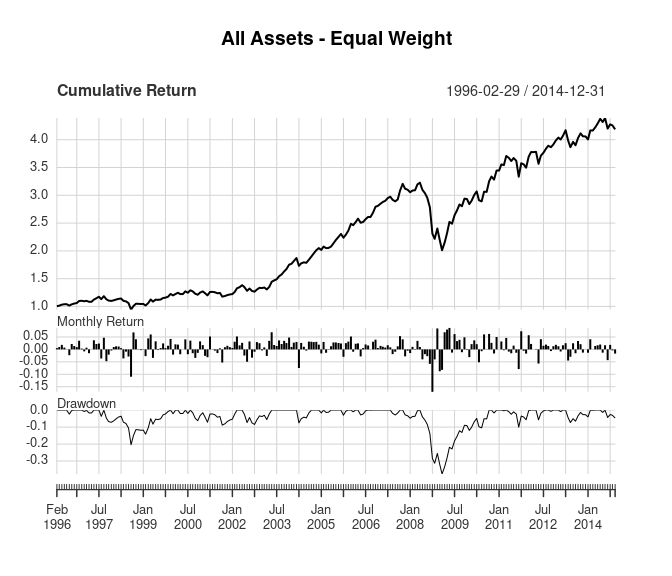 All Assets - Equal Weight
Cumulative Return 1996-02-29 / 2014-12-31
4.0
3.5
3.0
2.5
2.0
1.5
1.0
Monthly Return
0.05
0.00
-0.05
-0.10
-0.15
Drawdown
0.0
-0.1
-0.2
-0.3
Feb Jul Jan Jul Jan Jul Jan Jul Jan Jul Jan Jul Jan
1996 1997 1999 2000 2002 2003 2005 2006 2008 2009 2011 2012 2014